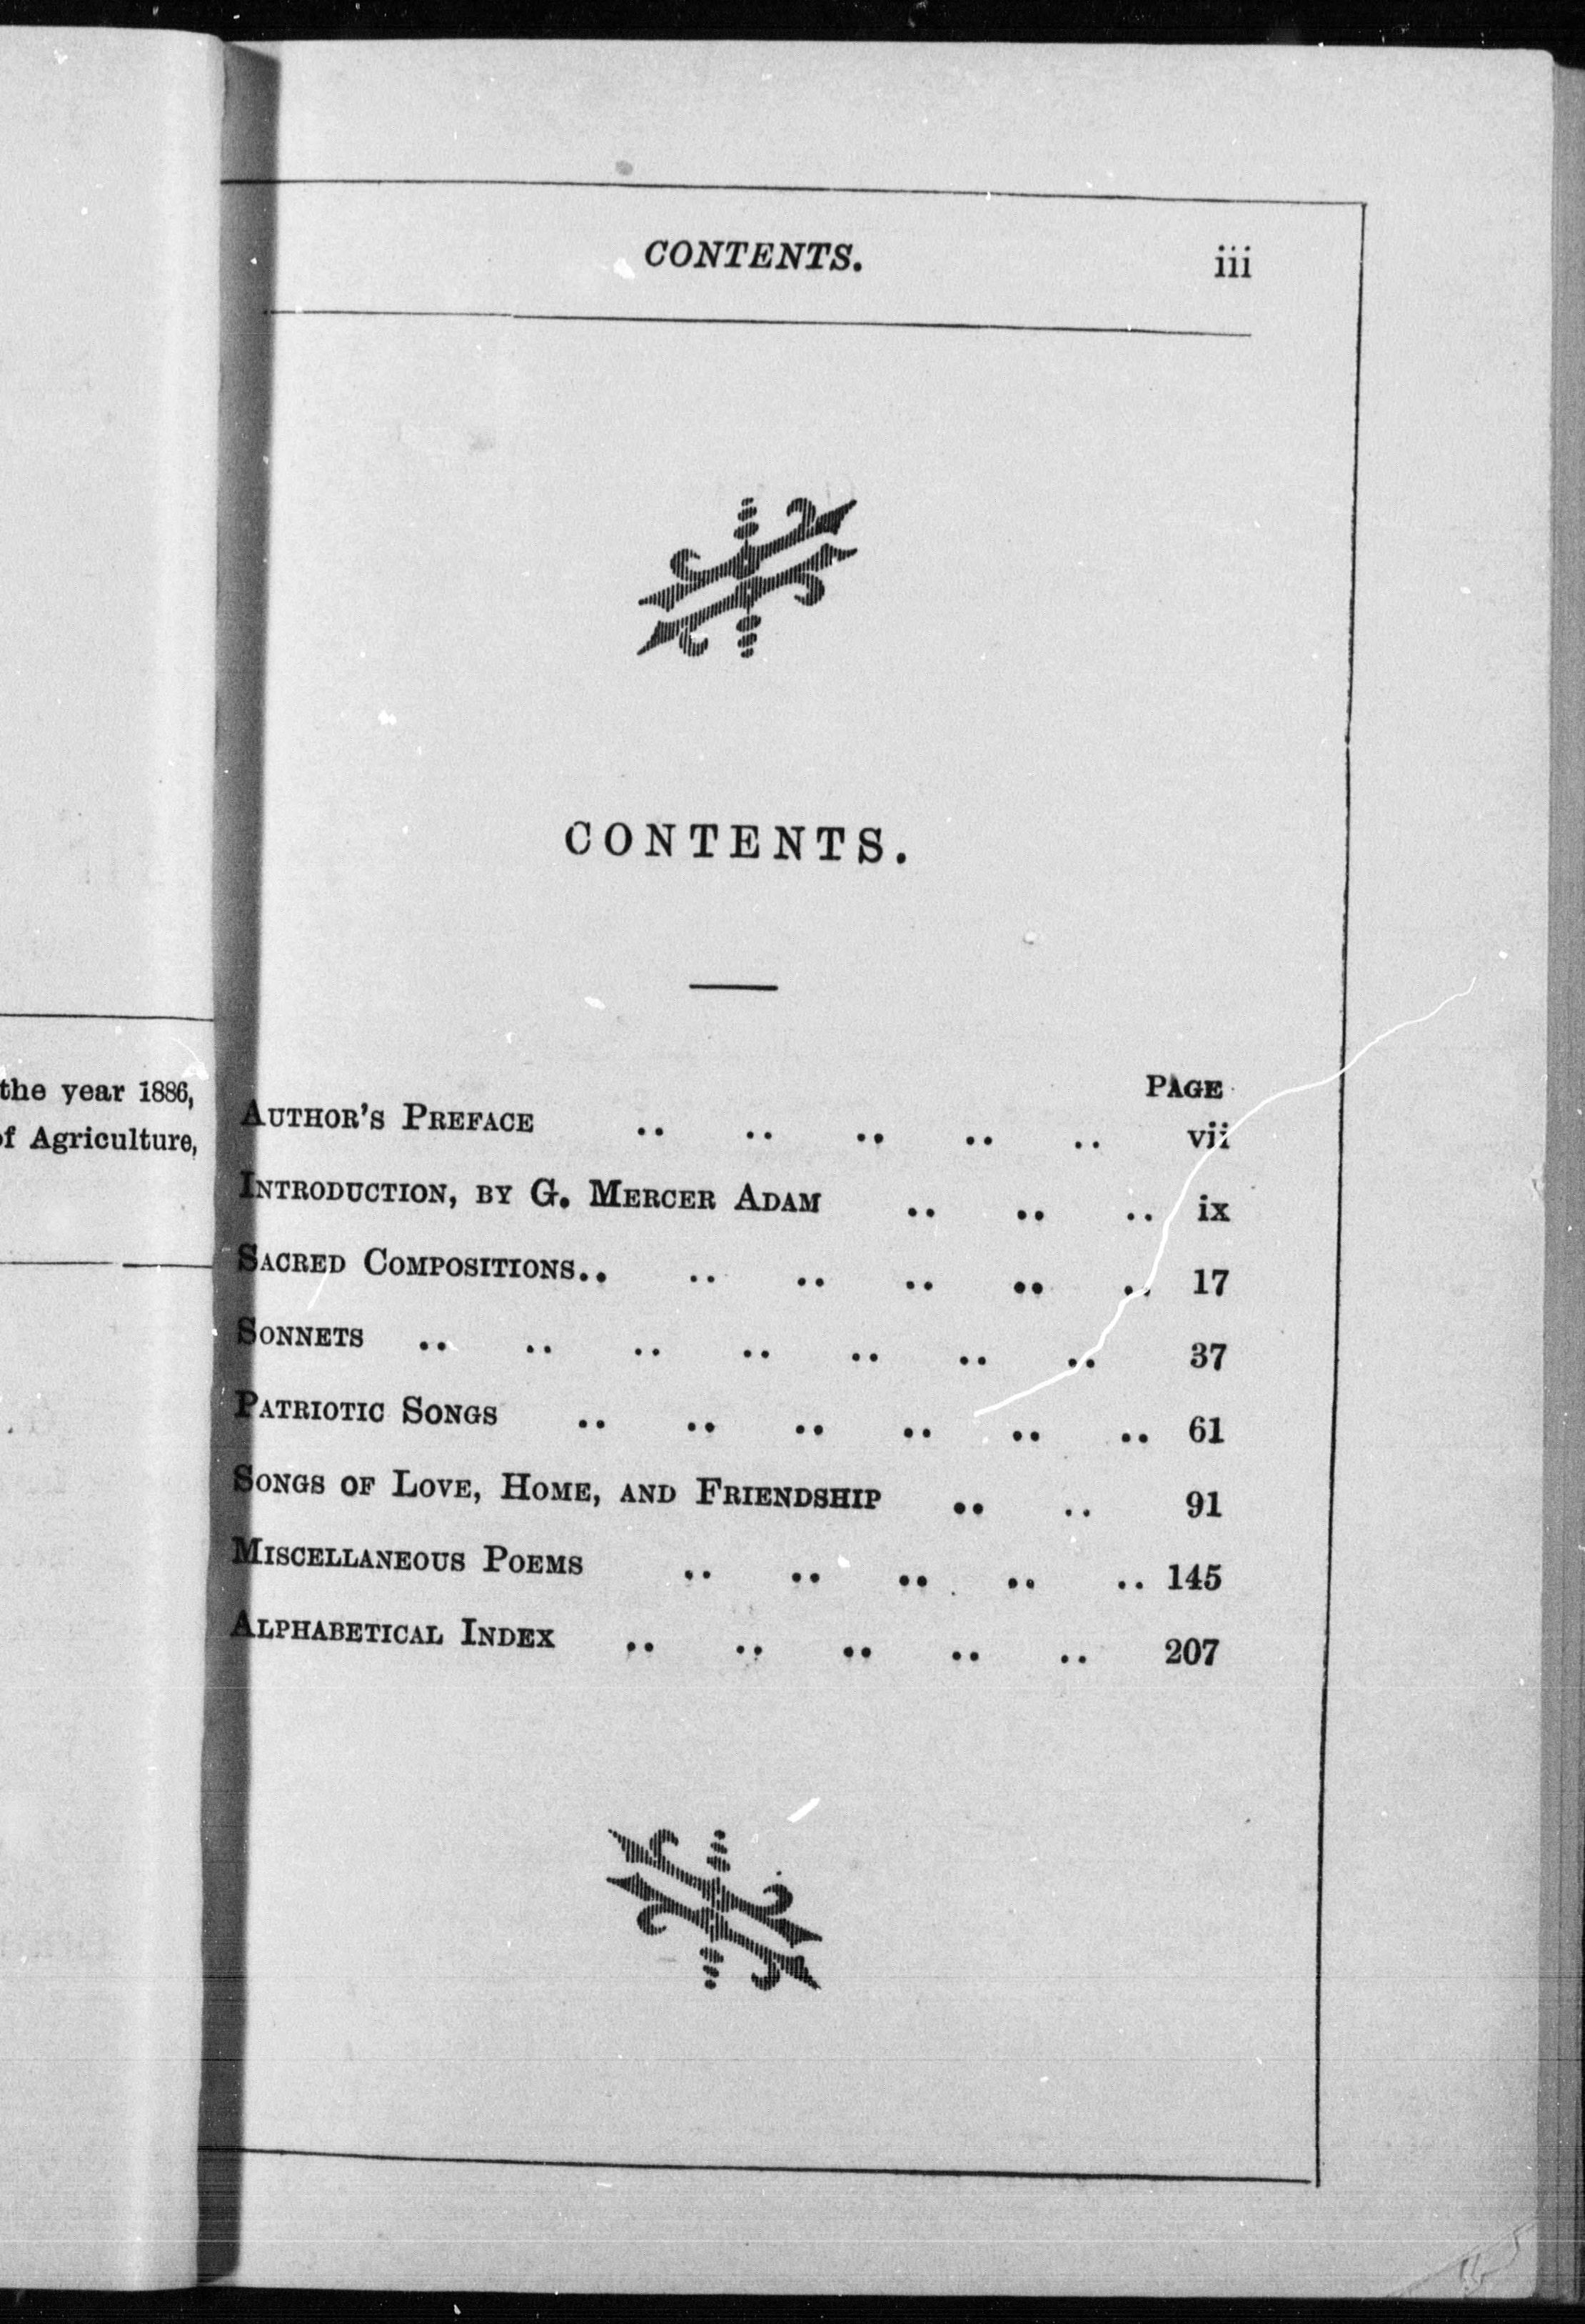 the year 1886,
of Agriculture,
CONTENTS. iii
CONTENTS.
PAGE
AUTHOR'S PREFACE .. .. .. .. .. vii
INTRODUCTION, BY G. MERCER ADAM .. .. .. ix
SACRED COMPOSITIONS.. .. .. .. .. .. 17
SONNETS .. .. .. .. .. .. .. 37
PATRIOTIC SONGS .. .. .. .. .. .. 61
SONGS OF LOVE, HOME, AND FRIENDSHIP .. .. 91
MISCELLANEOUS POEMS .. .. .. .. .. 145
ALPHABETICAL INDEX .. .. .. .. .. 207